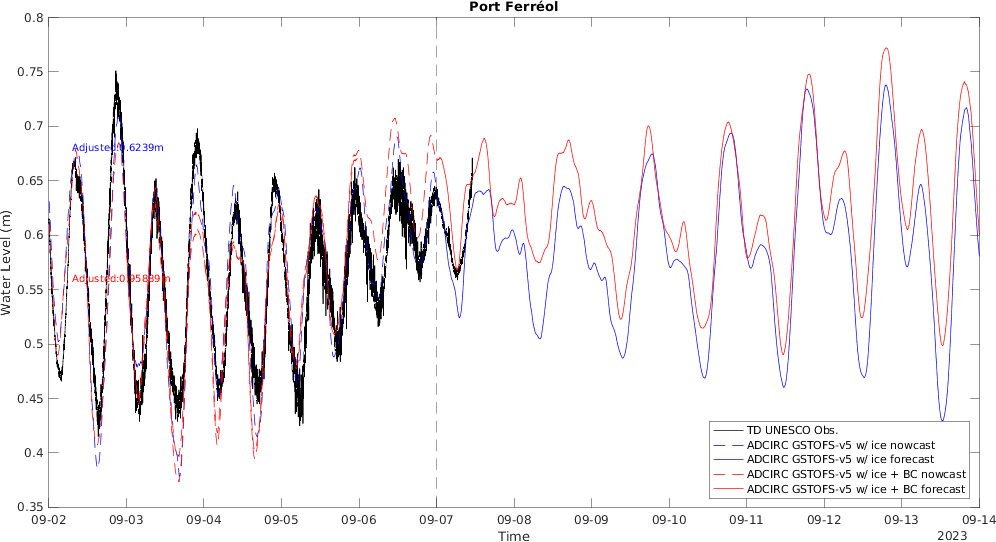 Port Ferréol
0.8
0.75
0.7
0.65
0.6
0.55
0.5
0.45
0.4
0.35
Water Level (m)
Adjusted:0.6239m
Adjusted:0.95839m
TD UNESCO Obs.
ADCIRC GSTOFS-v5 w/ ice nowcast
ADCIRC GSTOFS-v5 w/ ice forecast
ADCIRC GSTOFS-v5 w/ ice + BC nowcast
ADCIRC GSTOFS-v5 w/ ice + BC forecast
09-02 09-03 09-04 09-05 09-06 09-07 09-08 09-09 09-10 09-11 09-12 09-13 09-14
Time
2023